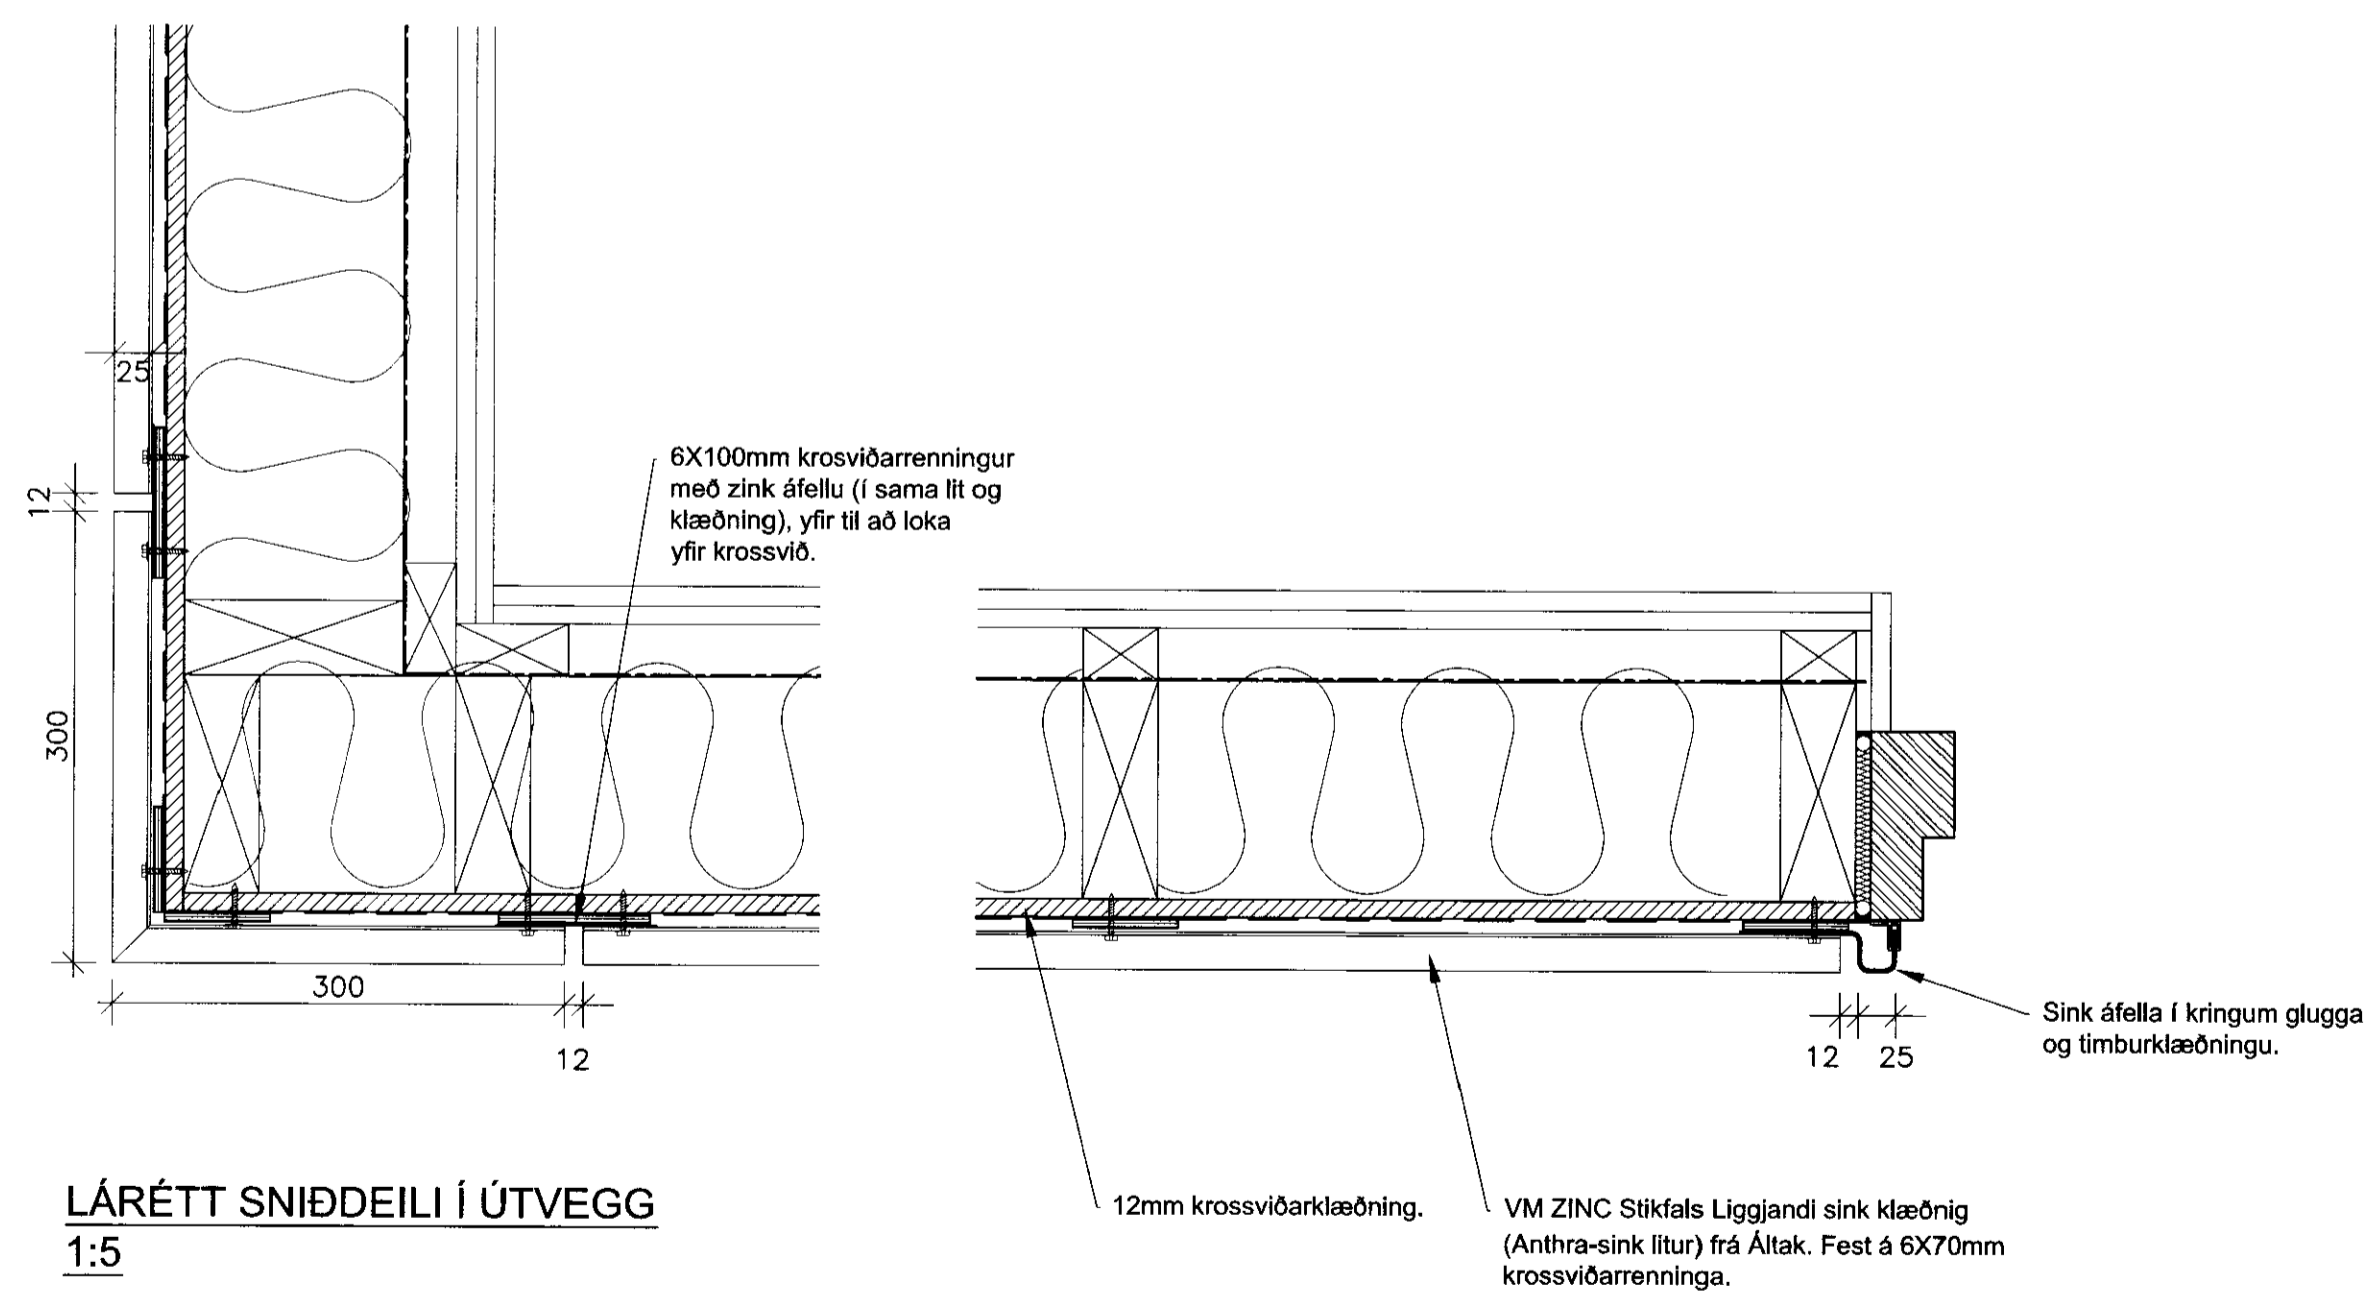 25
6X100mm krosviðarrenningur
með zink áfellu (í sama lit og
klæðning), yfir til að loka
yfir krossvið.
12
300
300
12
12 25
Sink áfella í kringum glugga
og timburklæðningu.
12mm krossviðarklæðning.
VM ZINC Stikfals Liggjandi sink klæðnig
(Anthra-sink litur) frá Áltak. Fest á 6X70mm
krossviðarrenninga.
LÁRÉTT SNIÐDEILI Í ÚTVEGG
1:5